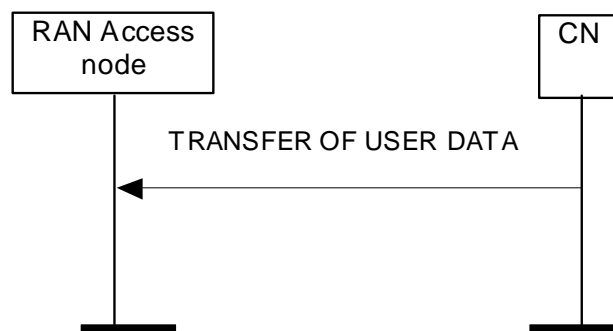 RAN Access
node
CN
TRANSFER OF USER DATA